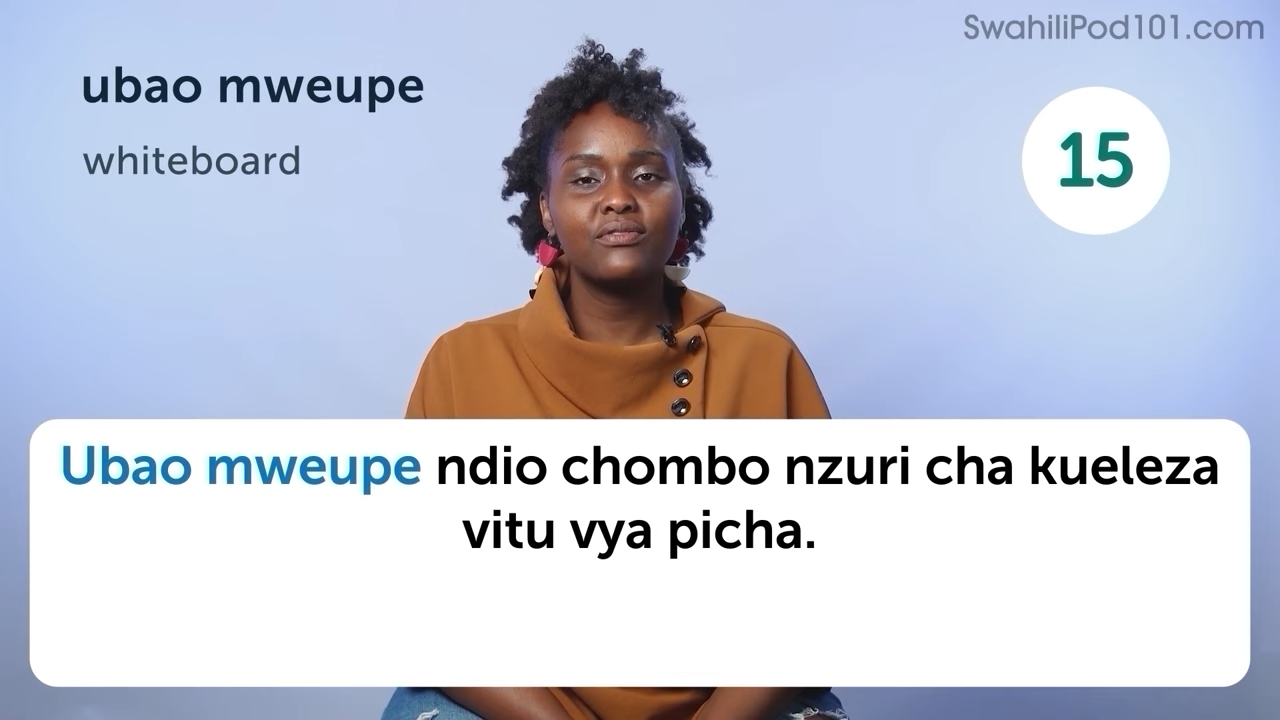 SwahiliPod101.com
ubao mweupe
whiteboard
15
Ubao mweupe ndio chombo nzuri cha kueleza
vitu vya picha.